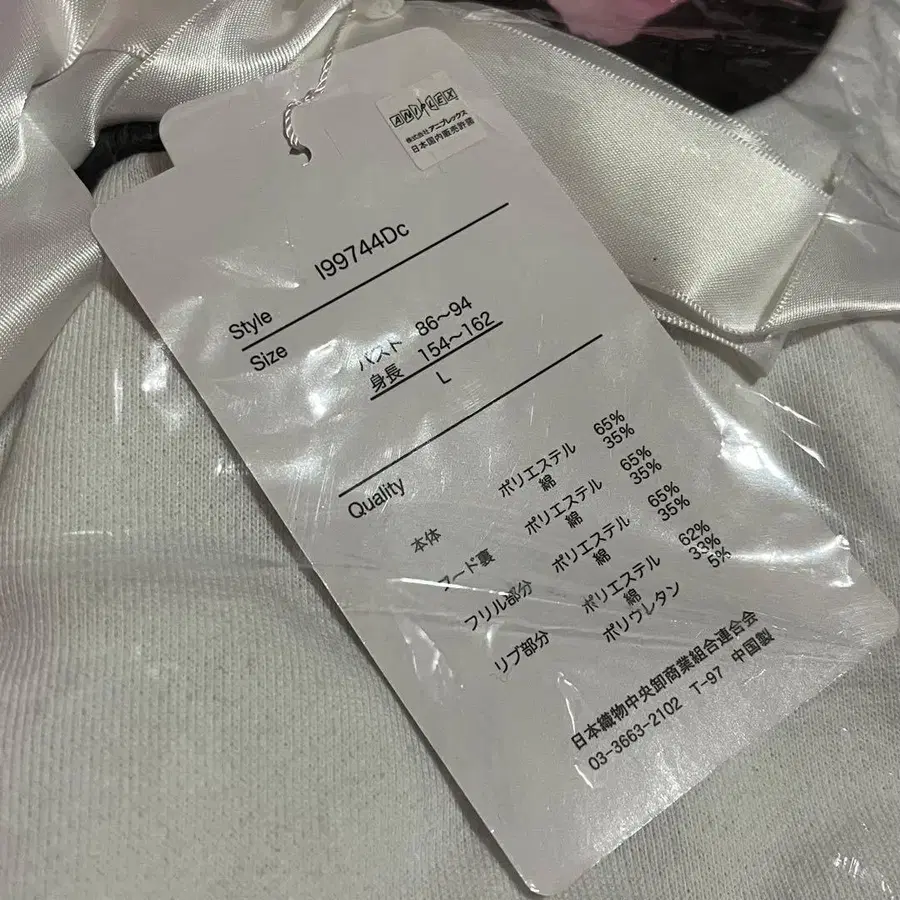 ANIPLEX
株式会社アニプレックス
日本国内販売許諾
Style I99744Dc
Size バスト 86～94
身長 154～162
L
Quality
本体 ポリエステル 65%
綿 35%
フード裏 ポリエステル 65%
綿 35%
フリル部分 ポリエステル 65%
綿 35%
リブ部分 ポリエステル 62%
綿 33%
ポリウレタン 5%
日本織物中央卸商業組合連合会
03-3663-2102 T-97 中国製